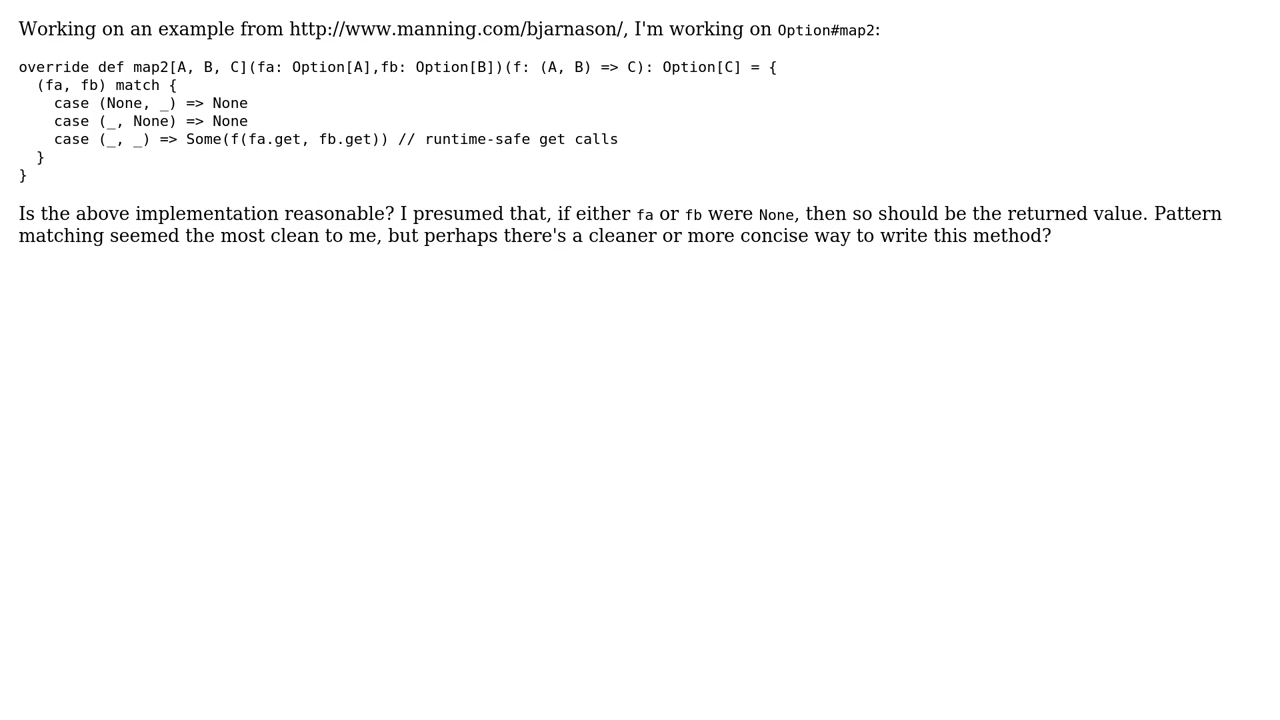 Working on an example from http://www.manning.com/bjarnason/, I'm working on Option#map2:
override def map2[A, B, C](fa: Option[A],fb: Option[B])(f: (A, B) => C): Option[C] = {
  (fa, fb) match {
    case (None, _) => None
    case (_, None) => None
    case (_, _) => Some(f(fa.get, fb.get)) // runtime-safe get calls
  }
}
Is the above implementation reasonable? I presumed that, if either fa or fb were None, then so should be the returned value. Pattern
matching seemed the most clean to me, but perhaps there's a cleaner or more concise way to write this method?